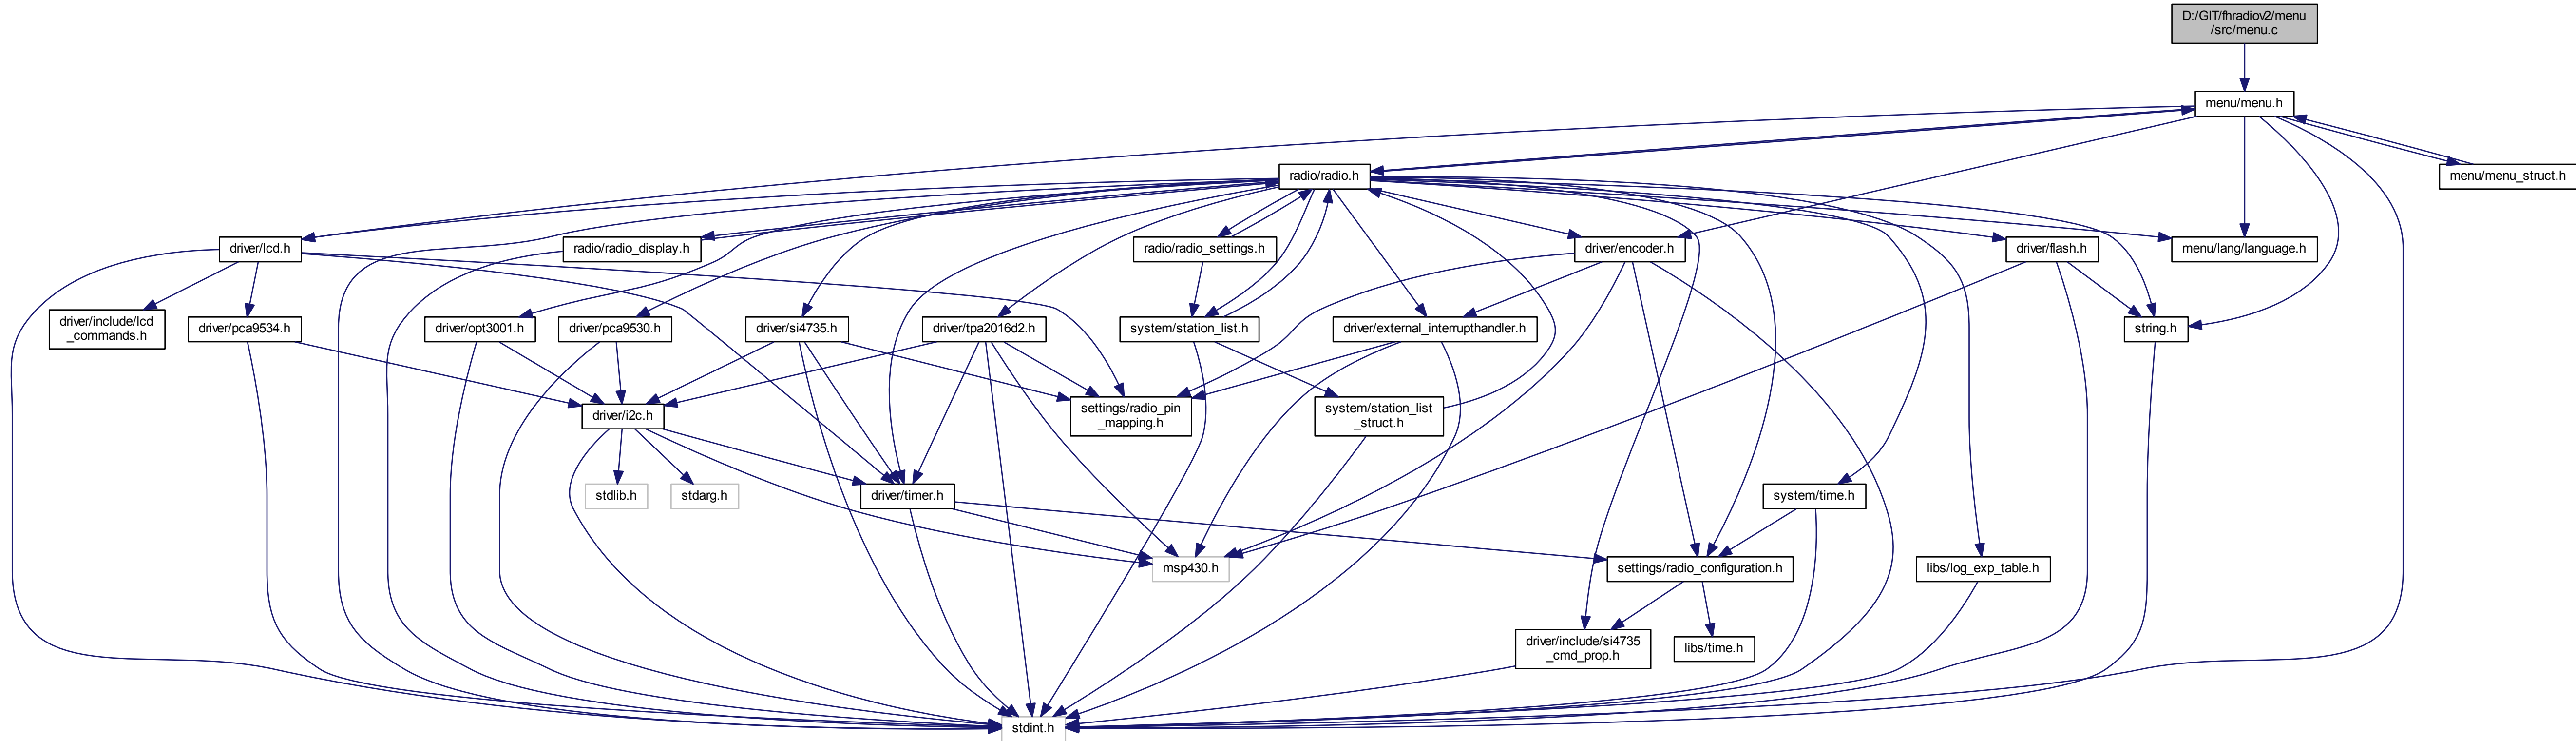 D:/GIT/fhradiov2/menu
/src/menu.c
menu/menu.h
radio/radio.h
menu/menu_struct.h
driver/lcd.h
radio/radio_display.h
radio/radio_settings.h
driver/encoder.h
driver/flash.h
menu/lang/language.h
driver/include/lcd
_commands.h
driver/pca9534.h
driver/opt3001.h
driver/pca9530.h
driver/si4735.h
driver/tpa2016d2.h
system/station_list.h
driver/external_interrupthandler.h
string.h
driver/i2c.h
settings/radio_pin
_mapping.h
system/station_list
_struct.h
stdlib.h
stdarg.h
driver/timer.h
system/time.h
msp430.h
settings/radio_configuration.h
libs/log_exp_table.h
driver/include/si4735
_cmd_prop.h
libs/time.h
stdint.h